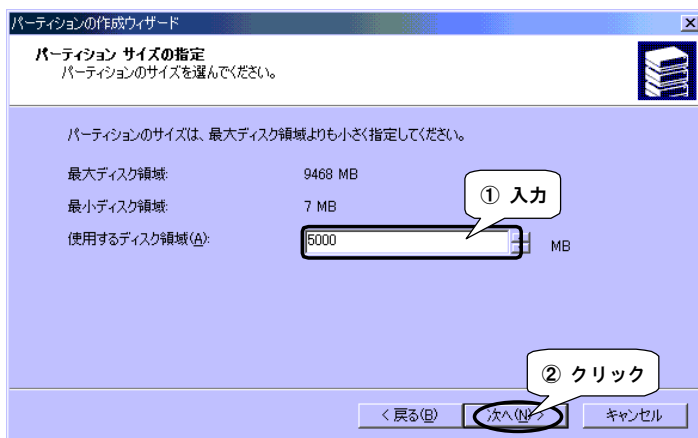 パーティションの作成ウィザード
パーティション サイズの指定
パーティションのサイズを選んでください。
パーティションのサイズは、最大ディスク領域よりも小さく指定してください。
最大ディスク領域: 9468 MB
① 入力
最小ディスク領域: 7 MB
使用するディスク領域(A): 5000 MB
② クリック
< 戻る(B) 次へ(N) > キャンセル